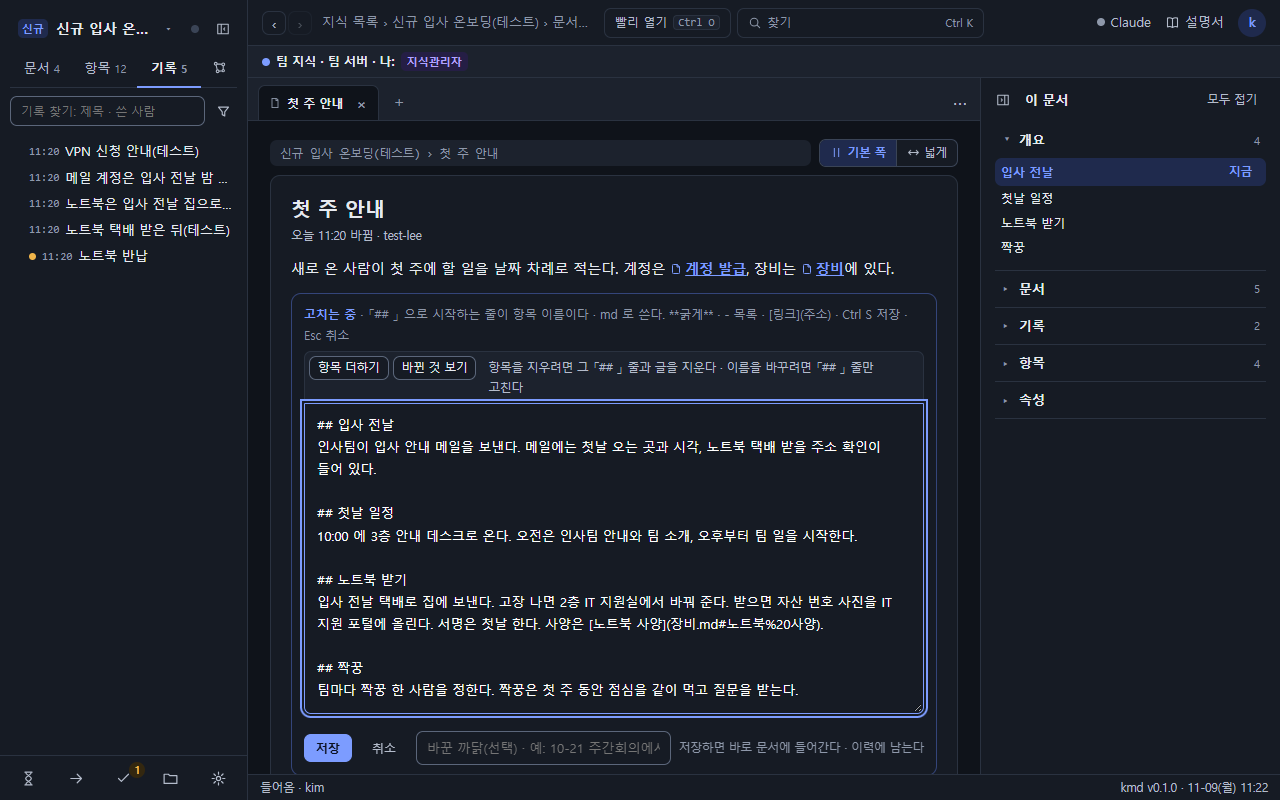 신규 신규 입사 온...
문서 4 항목 12 기록 5
기록 찾기: 제목 · 쓴 사람
11:20 VPN 신청 안내(테스트)
11:20 메일 계정은 입사 전날 밤 ...
11:20 노트북은 입사 전날 집으로...
11:20 노트북 택배 받은 뒤(테스트)
11:20 노트북 반납
1
지식 목록 › 신규 입사 온보딩(테스트) › 문서...
빨리 열기 Ctrl O
찾기 Ctrl K
Claude 설명서 k
팀 지식 · 팀 서버 · 나: 지식관리자
첫 주 안내 × +
신규 입사 온보딩(테스트) › 첫 주 안내
기본 폭 넓게
첫 주 안내
오늘 11:20 바뀜 · test-lee
새로 온 사람이 첫 주에 할 일을 날짜 차례로 적는다. 계정은 계정 발급, 장비는 장비에 있다.
고치는 중 · 「## 」으로 시작하는 줄이 항목 이름이다 · md 로 쓴다. **굵게** · - 목록 · [링크](주소) · Ctrl S 저장 ·
Esc 취소
항목 더하기 바뀐 것 보기 항목을 지우려면 그 「## 」 줄과 글을 지운다 · 이름을 바꾸려면 「## 」 줄만
고친다
## 입사 전날
인사팀이 입사 안내 메일을 보낸다. 메일에는 첫날 오는 곳과 시각, 노트북 택배 받을 주소 확인이
들어 있다.
## 첫날 일정
10:00 에 3층 안내 데스크로 온다. 오전은 인사팀 안내와 팀 소개, 오후부터 팀 일을 시작한다.
## 노트북 받기
입사 전날 택배로 집에 보낸다. 고장 나면 2층 IT 지원실에서 바꿔 준다. 받으면 자산 번호 사진을 IT
지원 포털에 올린다. 서명은 첫날 한다. 사양은 [노트북 사양](장비.md#노트북%20사양).
## 짝꿍
팀마다 짝꿍 한 사람을 정한다. 짝꿍은 첫 주 동안 점심을 같이 먹고 질문을 받는다.
저장 취소 바꾼 까닭(선택) · 예: 10-21 주간회의에서 저장하면 바로 문서에 들어간다 · 이력에 남는다
이 문서 모두 접기
개요 4
입사 전날 지금
첫날 일정
노트북 받기
짝꿍
문서 5
기록 2
항목 4
속성
들어옴 · kim
kmd v0.1.0 · 11-09(월) 11:22